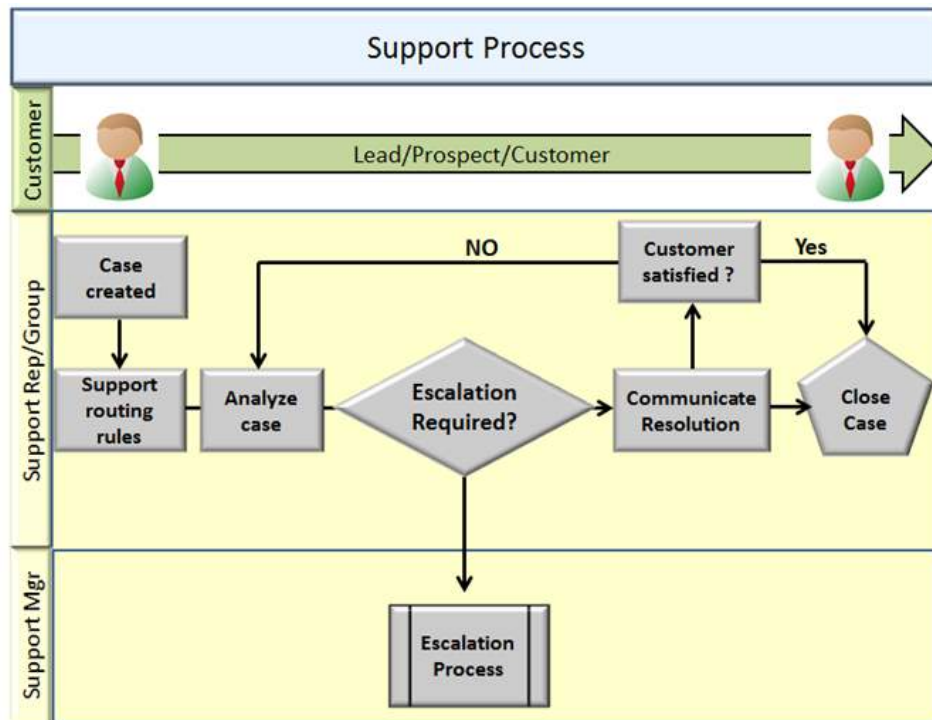 Support Process
Customer
Lead/Prospect/Customer
Support Rep/Group
Case
created
NO
Customer
satisfied ?
Yes
Support
routing
rules
Analyze
case
Escalation
Required?
Communicate
Resolution
Close
Case
Support Mgr
Escalation
Process